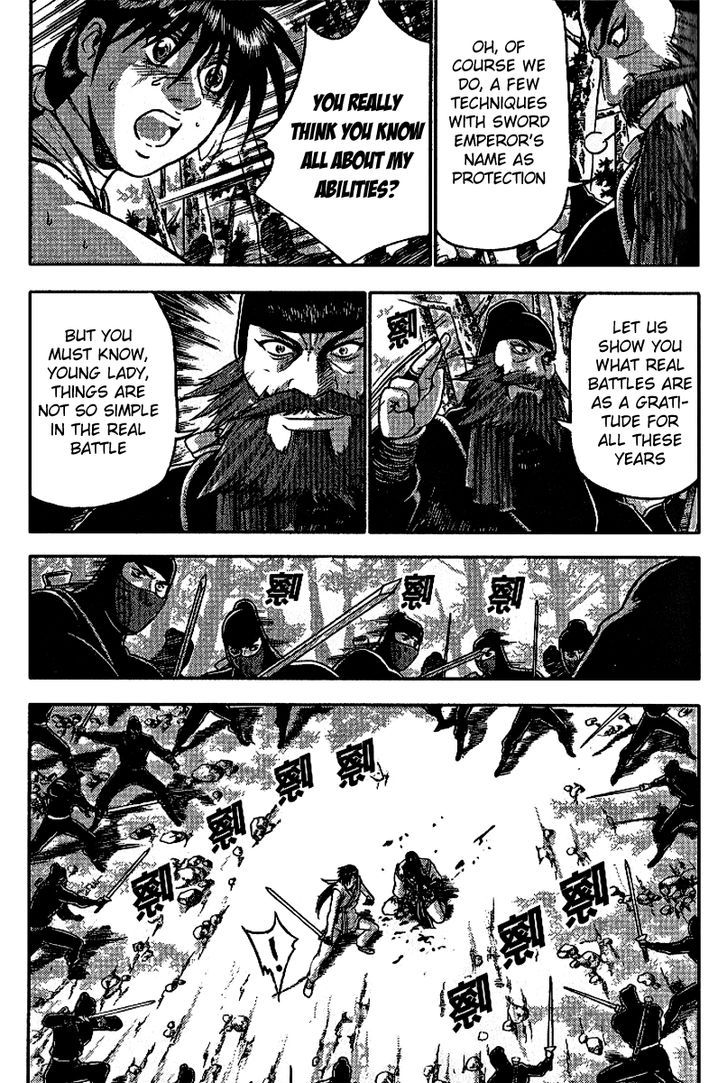 OH, OF
COURSE WE
DO, A FEW
TECHNIQUES
WITH SWORD
EMPEROR'S
NAME AS
PROTECTION
YOU REALLY
THINK YOU KNOW
ALL ABOUT MY
ABILITIES?
LET US
SHOW YOU
WHAT REAL
BATTLES ARE
AS A GRATI-
TUDE FOR
ALL THESE
YEARS
BUT YOU
MUST KNOW,
YOUNG LADY,
THINGS ARE
NOT SO SIMPLE
IN THE REAL
BATTLE
!